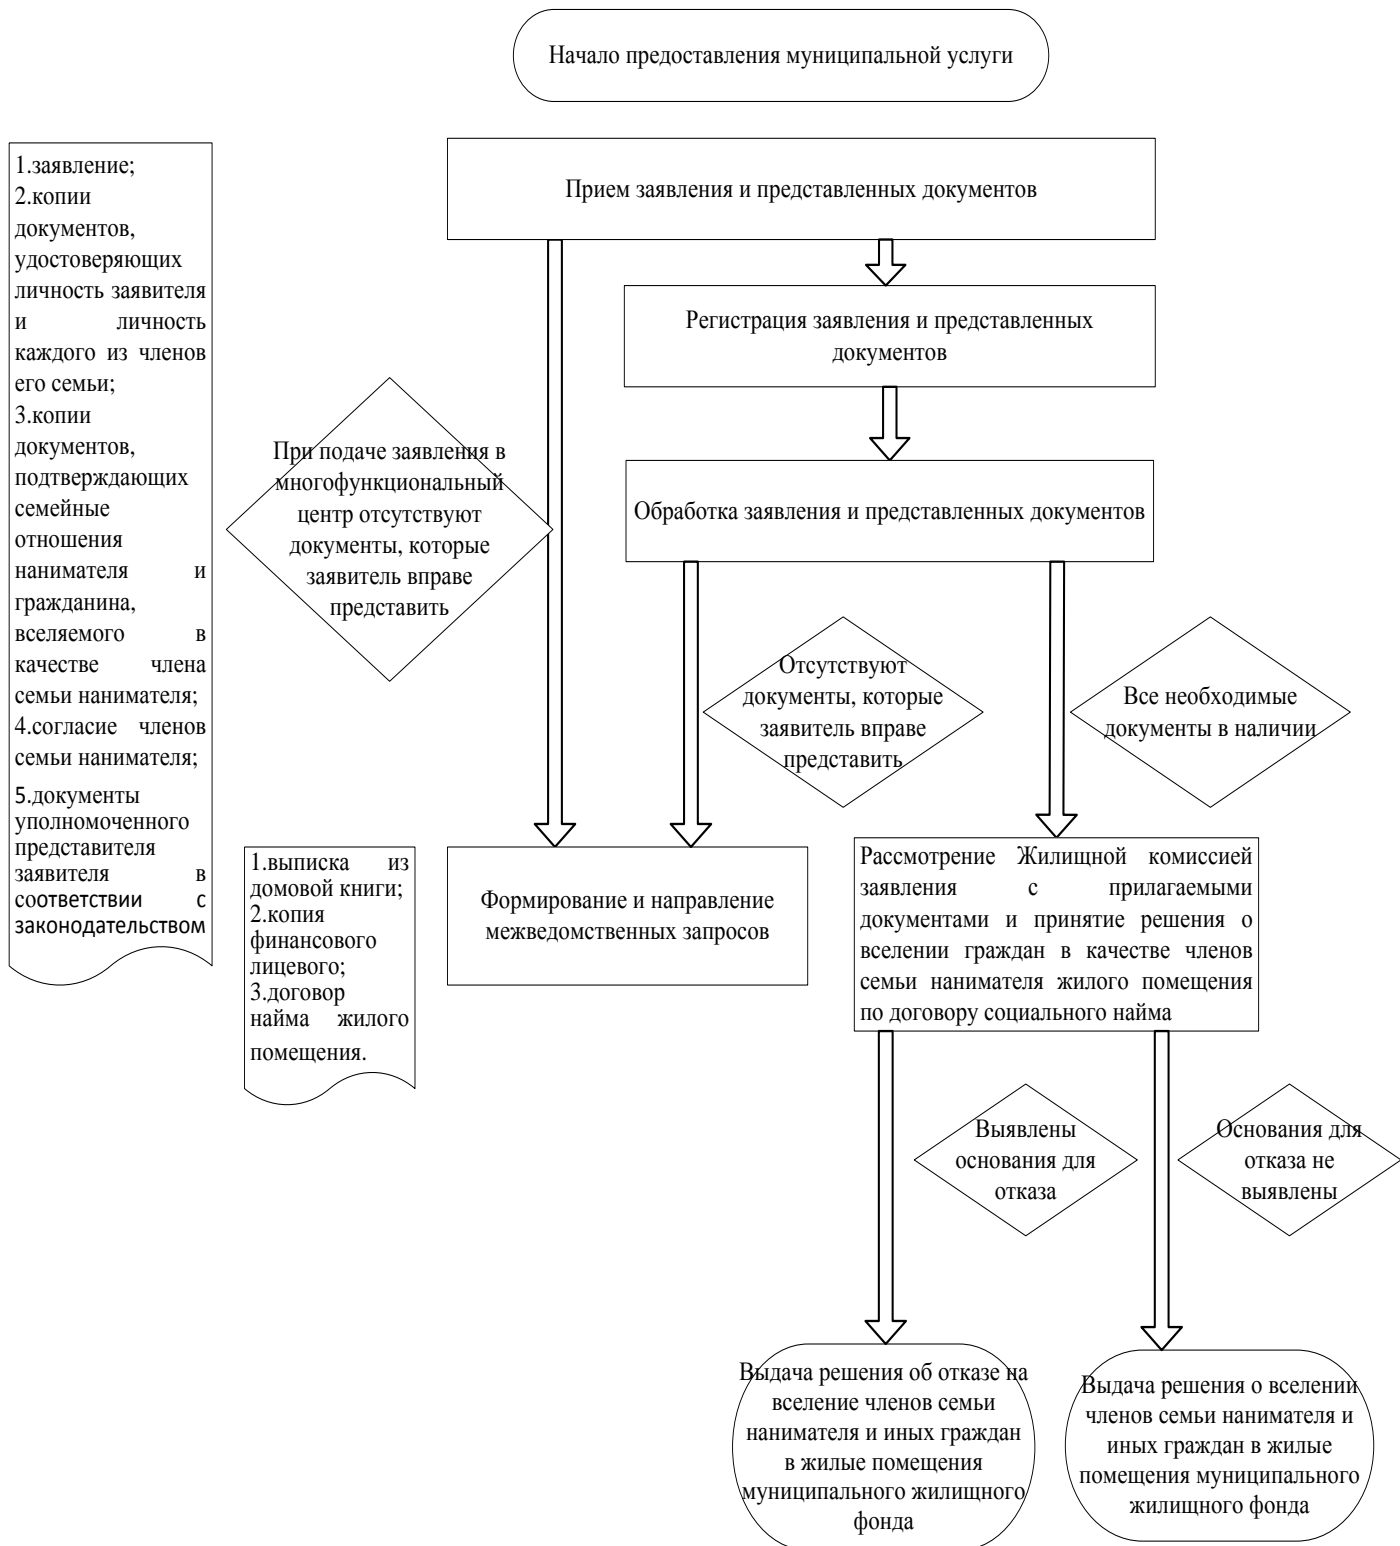 Начало предоставления муниципальной услуги
1.заявление;
2.копии
документов,
удостоверяющих
личность заявителя
и личность
каждого из членов
его семьи;
3.копии
документов,
подтверждающих
семейные
отношения
нанимателя и
гражданина,
вселяемого в
качестве члена
семьи нанимателя;
4.согласие членов
семьи нанимателя;
5.документы
уполномоченного
представителя
заявителя в
соответствии с
законодательством
Прием заявления и представленных документов
Регистрация заявления и представленных
документов
При подаче заявления в
многофункциональный
центр отсутствуют
документы, которые
заявитель вправе
представить
Обработка заявления и представленных документов
Отсутствуют
документы, которые
заявитель вправе
представить
Все необходимые
документы в наличии
1.выписка из
домовой книги;
2.копия
финансового
лицевого;
3.договор
найма жилого
помещения.
Формирование и направление
межведомственных запросов
Рассмотрение Жилищной комиссией
заявления с прилагаемыми
документами и принятие решения о
вселении граждан в качестве членов
семьи нанимателя жилого помещения
по договору социального найма
Выявлены
основания для
отказа
Основания для
отказа не
выявлены
Выдача решения об отказе на
вселение членов семьи
нанимателя и иных граждан
в жилые помещения
муниципального жилищного
фонда
Выдача решения о вселении
членов семьи нанимателя и
иных граждан в жилые
помещения муниципального
жилищного фонда